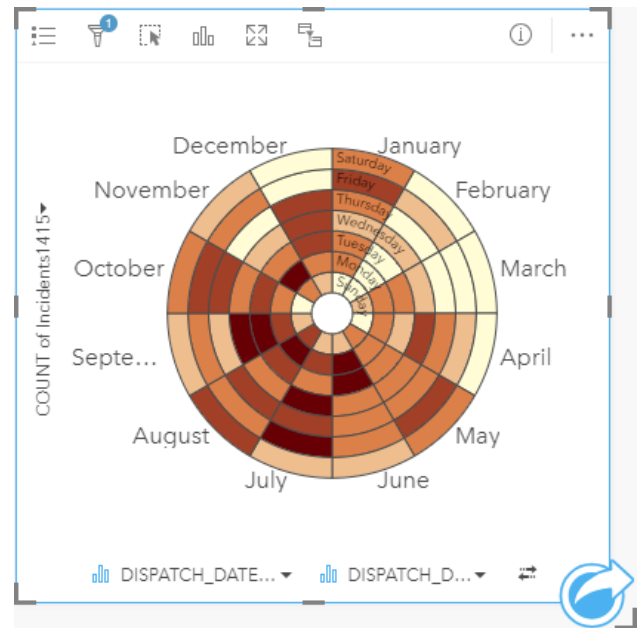 1
December
January
Saturday
Friday
November
February
Thursday
Wednesday
Tuesday
Monday
Sunday
October
March
COUNT of Incidents1415
Septe...
April
August
May
July
June
DISPATCH_DATE...
DISPATCH_D...